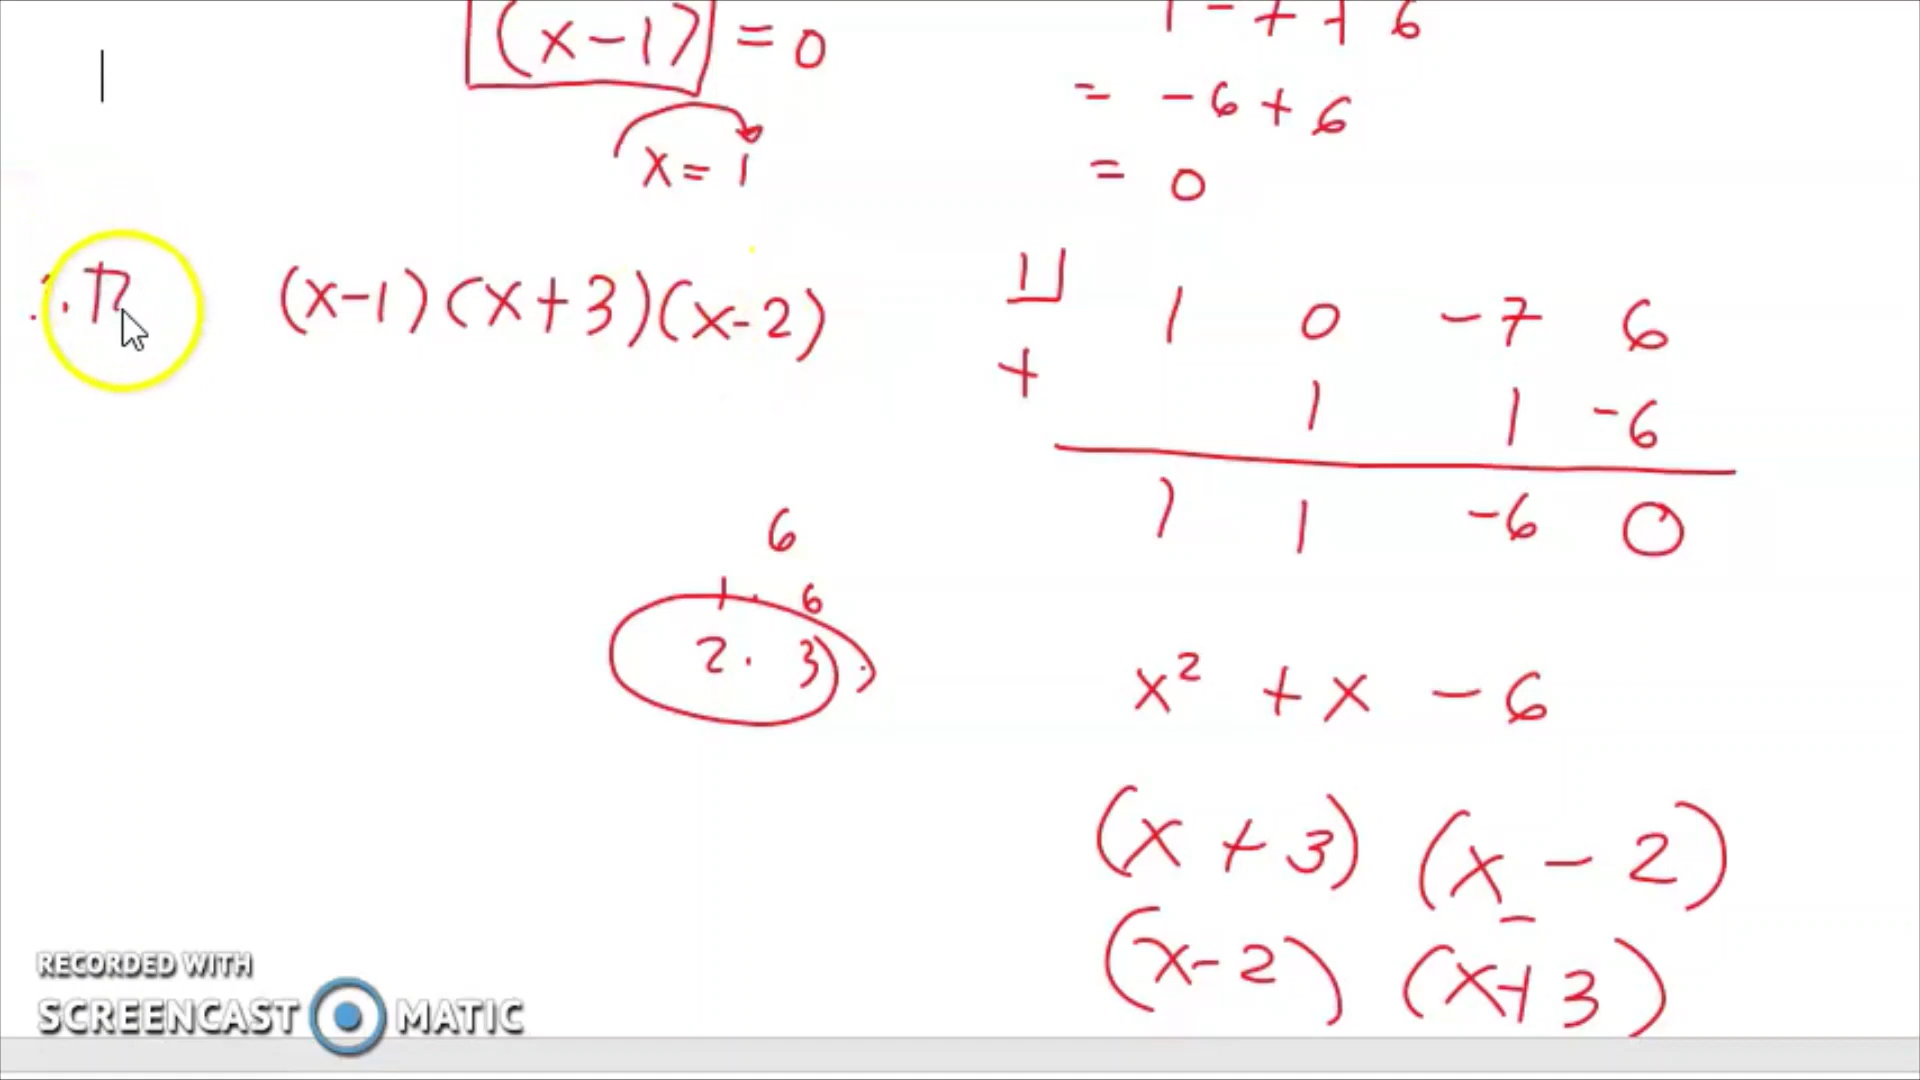 (x-1) = 0
x = 1
(x-1)(x+3)(x-2)
6
1 . 6
2 . 3
1 - 7 + 6
= -6 + 6
= 0
1 1 0 -7 6
+ 1 1 -6
1 1 -6 0
x² + x - 6
(x + 3) (x - 2)
(x-2) (x+3)
RECORDED WITH
SCREENCAST MATIC